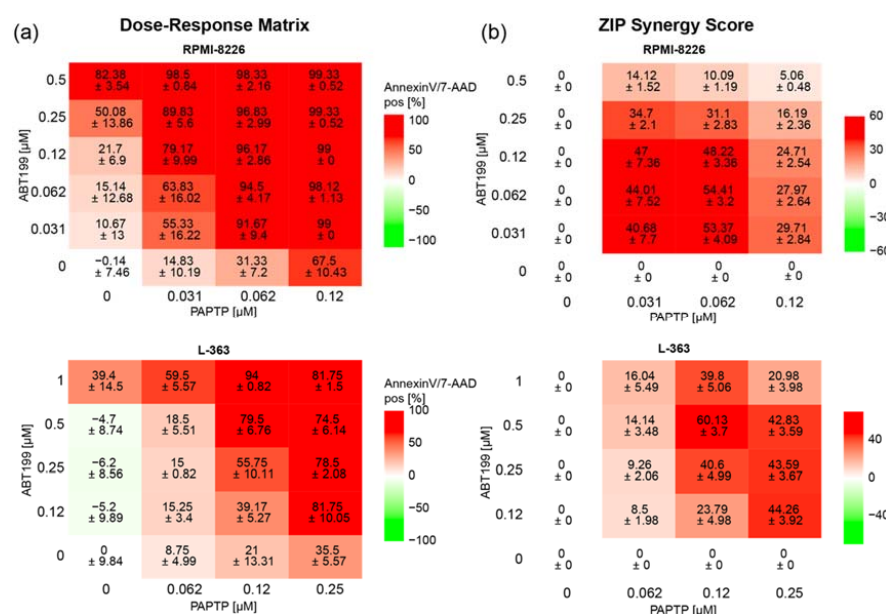 (a)
Dose-Response Matrix
RPMI-8226
ABT199 [µM]
0.5
82.38 ± 3.54
98.5 ± 0.84
98.33 ± 2.16
99.33 ± 0.52
0.25
50.08 ± 13.86
89.83 ± 5.6
96.83 ± 2.99
99.33 ± 0.52
0.12
21.7 ± 6.9
79.17 ± 9.99
96.17 ± 2.86
99 ± 0
0.062
15.14 ± 12.68
63.83 ± 16.02
94.5 ± 4.17
98.12 ± 1.13
0.031
10.67 ± 13
55.33 ± 16.22
91.67 ± 9.4
99 ± 0
0
−0.14 ± 7.46
14.83 ± 10.19
31.33 ± 7.2
67.5 ± 10.43
0
0.031
0.062
0.12
PAPTP [µM]
AnnexinV/7-AAD
pos [%]
100
50
0
−50
−100
(b)
ZIP Synergy Score
RPMI-8226
ABT199 [µM]
0.5
0 ± 0
14.12 ± 1.52
10.09 ± 1.19
5.06 ± 0.48
0.25
0 ± 0
34.7 ± 2.1
31.1 ± 2.83
16.19 ± 2.36
0.12
0 ± 0
47 ± 7.36
48.22 ± 3.36
24.71 ± 2.54
0.062
0 ± 0
44.01 ± 7.52
54.41 ± 3.2
27.97 ± 2.64
0.031
0 ± 0
40.68 ± 7.7
53.37 ± 4.09
29.71 ± 2.84
0
0 ± 0
0 ± 0
0 ± 0
0 ± 0
0
0.031
0.062
0.12
PAPTP [µM]
60
30
0
−30
−60
L-363
ABT199 [µM]
1
39.4 ± 14.5
59.5 ± 5.57
94 ± 0.82
81.75 ± 1.5
0.5
−4.7 ± 8.74
18.5 ± 5.51
79.5 ± 6.76
74.5 ± 6.14
0.25
−6.2 ± 8.56
15 ± 0.82
55.75 ± 10.11
78.5 ± 2.08
0.12
−5.2 ± 9.89
15.25 ± 3.4
39.17 ± 5.27
81.75 ± 10.05
0
0 ± 9.84
8.75 ± 4.99
21 ± 13.31
35.5 ± 5.57
0
0.062
0.12
0.25
PAPTP [µM]
AnnexinV/7-AAD
pos [%]
100
50
0
−50
−100
L-363
ABT199 [µM]
1
0 ± 0
16.04 ± 5.49
39.8 ± 5.06
20.98 ± 3.98
0.5
0 ± 0
14.14 ± 3.48
60.13 ± 3.7
42.83 ± 3.59
0.25
0 ± 0
9.26 ± 2.06
40.6 ± 4.99
43.59 ± 3.67
0.12
0 ± 0
8.5 ± 1.98
23.79 ± 4.98
44.26 ± 3.92
0
0 ± 0
0 ± 0
0 ± 0
0 ± 0
0
0.062
0.12
0.25
PAPTP [µM]
40
0
−40